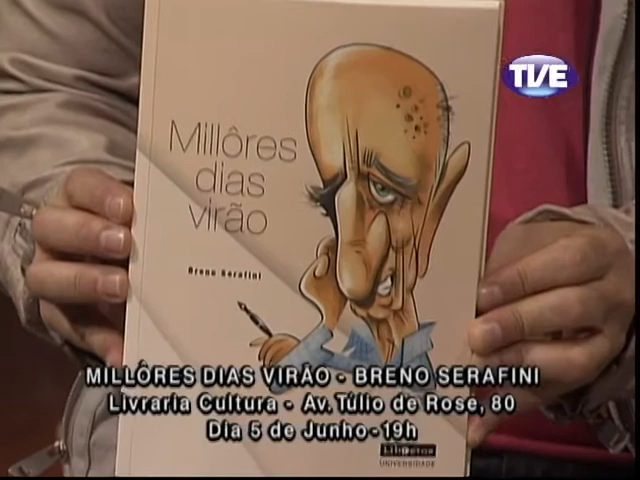 TVE
Millôres
dias
virão
Breno Serafini
MILLÔRES DIAS VIRÃO - BRENO SERAFINI
Livraria Cultura - Av. Túlio de Rose, 80
Dia 5 de Junho - 19h
Libretos
UNIVERSIDADE